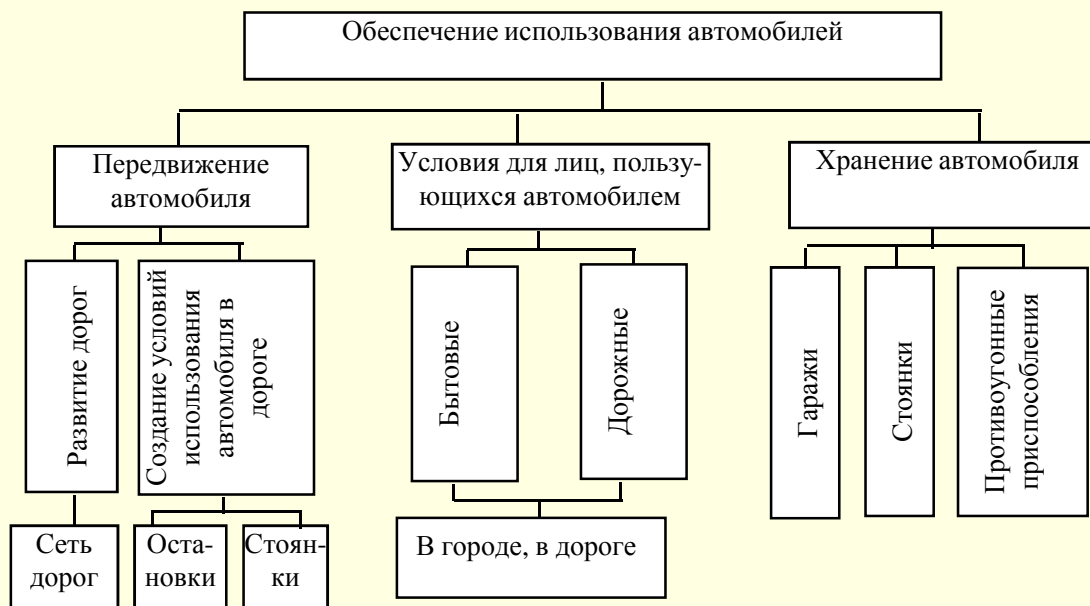 Обеспечение использования автомобилей
Передвижение
автомобиля
Условия для лиц, пользу-
ющихся автомобилем
Хранение автомобиля
Развитие дорог
Создание условий
использования
автомобиля в
дороге
Бытовые
Дорожные
Гаражи
Стоянки
Противоугонные
приспособления
Сеть
дорог
Оста-
новки
Стоян-
ки
В городе, в дороге